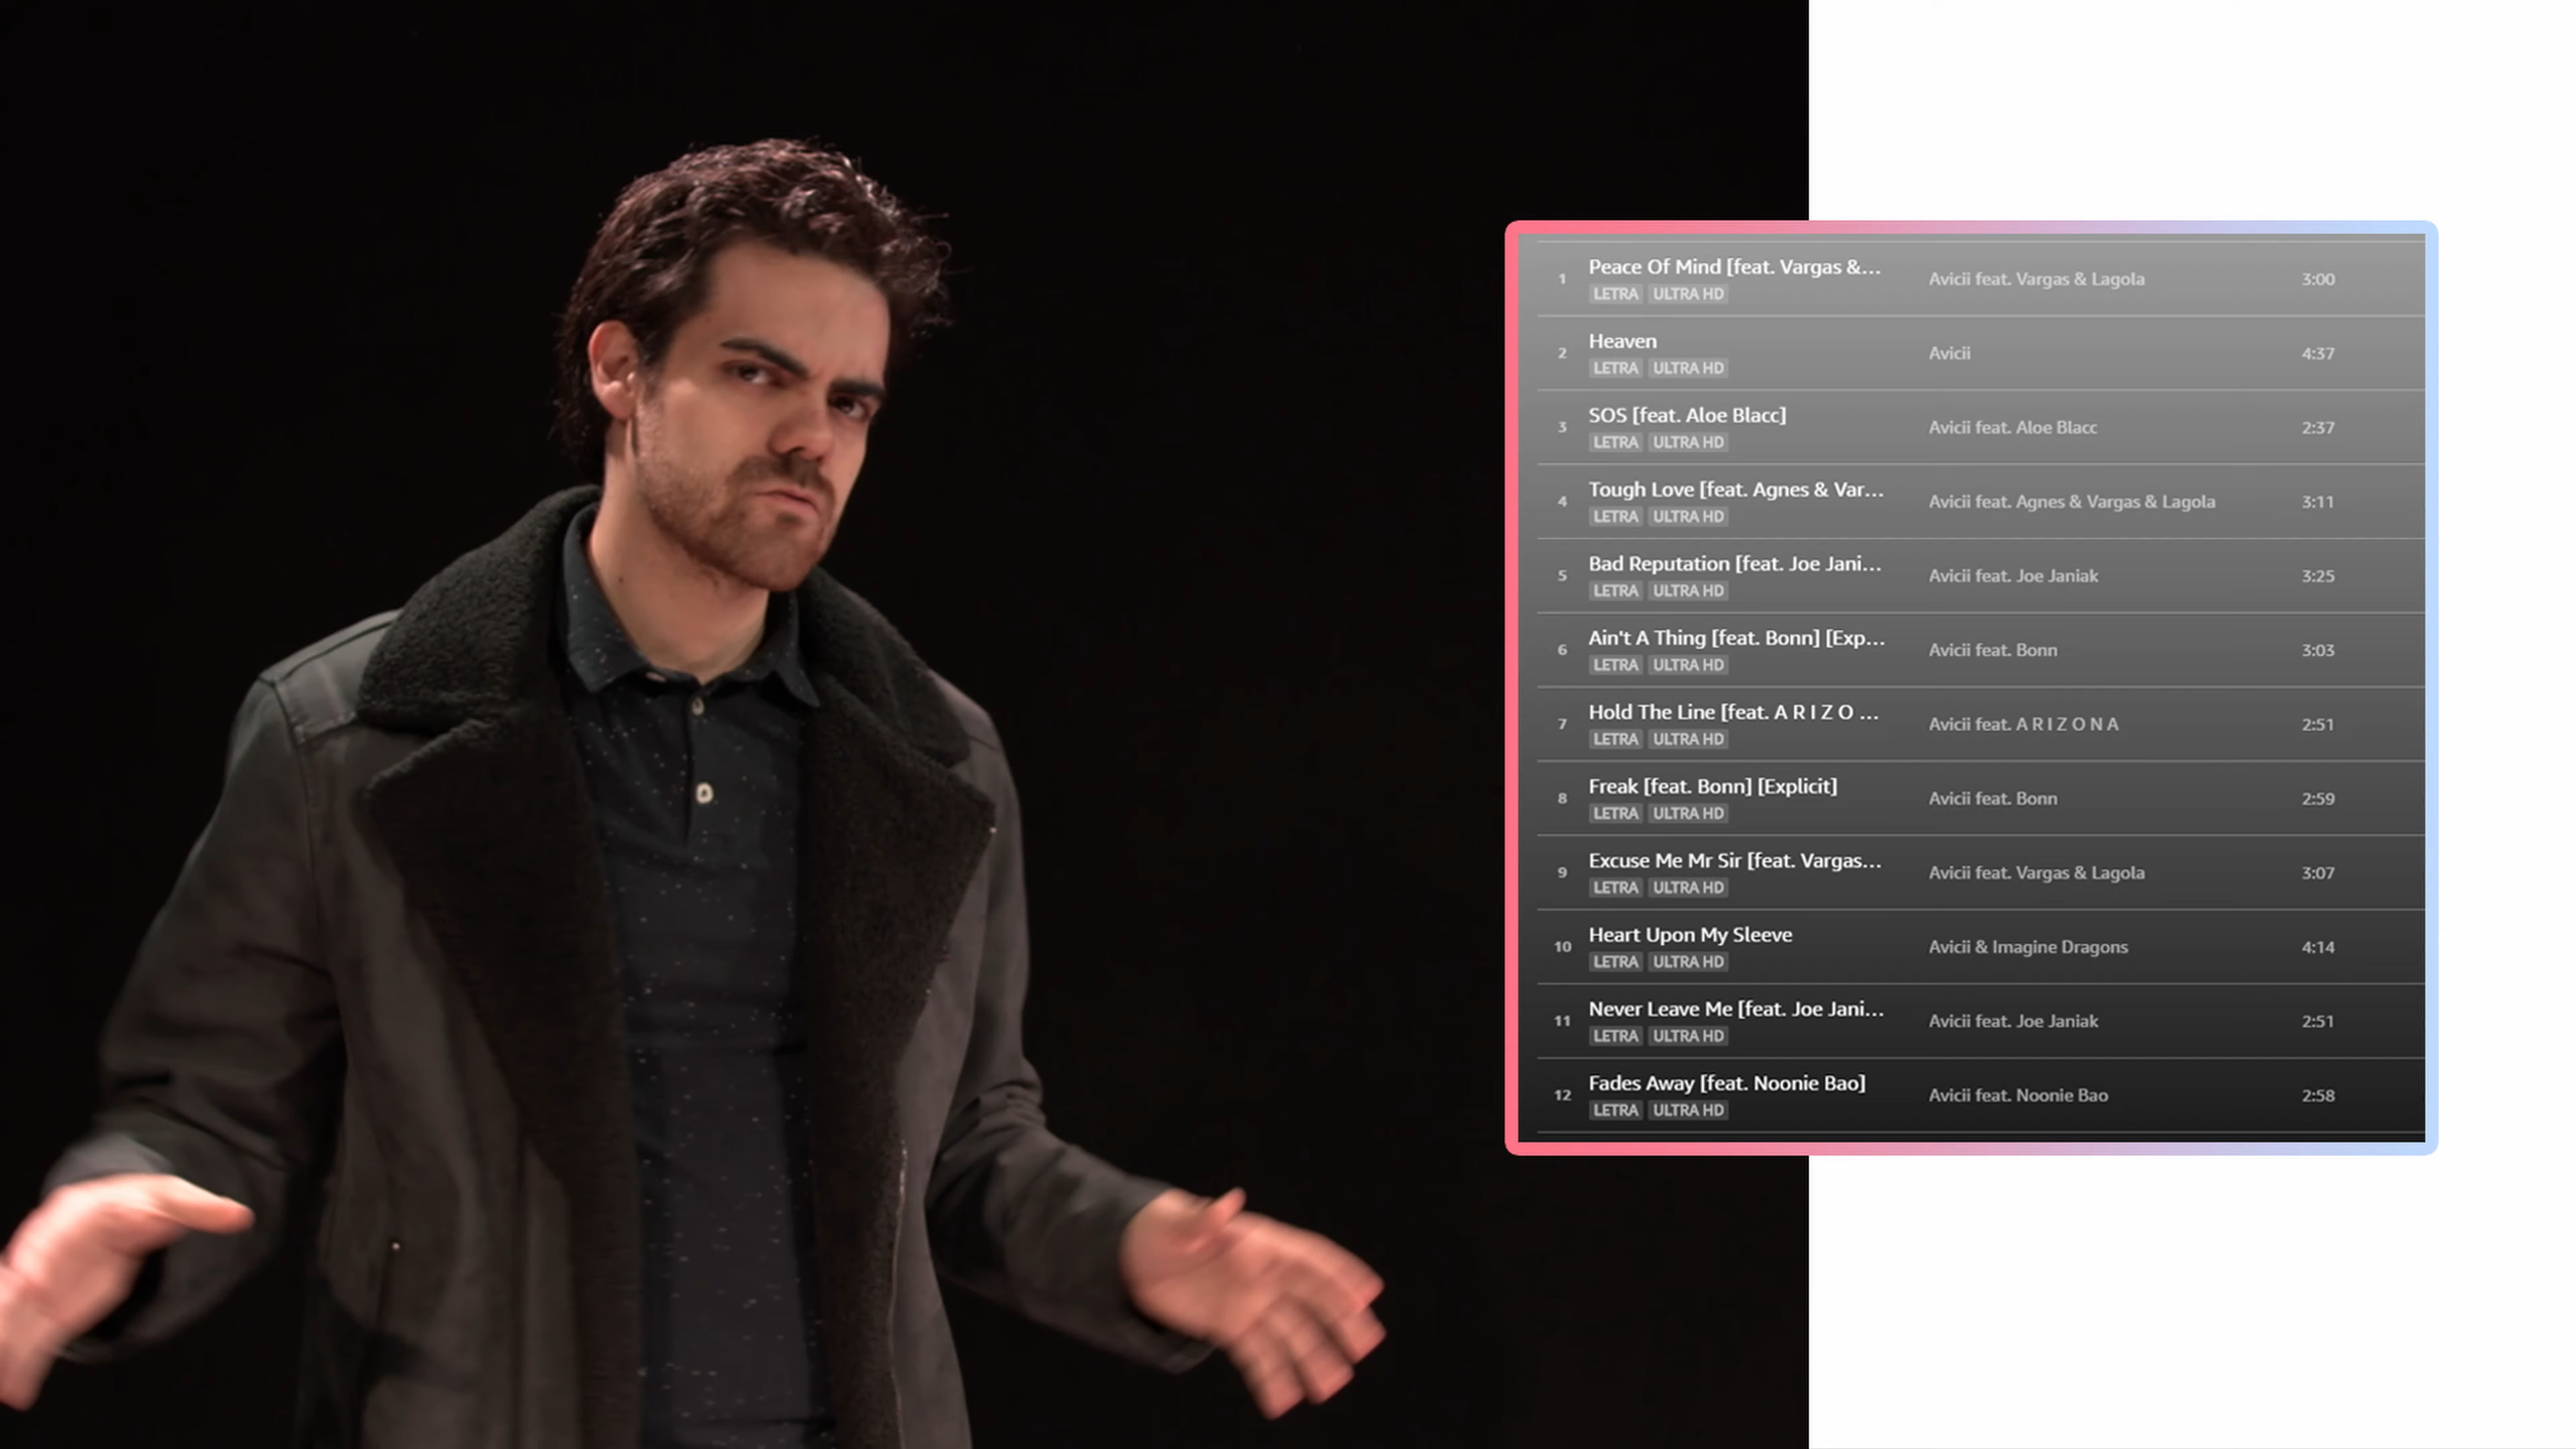 1 Peace Of Mind [feat. Vargas &... Avicii feat. Vargas & Lagola 3:00
LETRA ULTRA HD
2 Heaven Avicii 4:37
LETRA ULTRA HD
3 SOS [feat. Aloe Blacc] Avicii feat. Aloe Blacc 2:37
LETRA ULTRA HD
4 Tough Love [feat. Agnes & Var... Avicii feat. Agnes & Vargas & Lagola 3:11
LETRA ULTRA HD
5 Bad Reputation [feat. Joe Jani... Avicii feat. Joe Janiak 3:25
LETRA ULTRA HD
6 Ain't A Thing [feat. Bonn] [Exp... Avicii feat. Bonn 3:03
LETRA ULTRA HD
7 Hold The Line [feat. A R I Z O ... Avicii feat. A R I Z O N A 2:51
LETRA ULTRA HD
8 Freak [feat. Bonn] [Explicit] Avicii feat. Bonn 2:59
LETRA ULTRA HD
9 Excuse Me Mr Sir [feat. Vargas... Avicii feat. Vargas & Lagola 3:07
LETRA ULTRA HD
10 Heart Upon My Sleeve Avicii & Imagine Dragons 4:14
LETRA ULTRA HD
11 Never Leave Me [feat. Joe Jani... Avicii feat. Joe Janiak 2:51
LETRA ULTRA HD
12 Fades Away [feat. Noonie Bao] Avicii feat. Noonie Bao 2:58
LETRA ULTRA HD